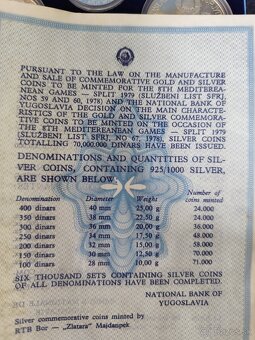 PURSUANT TO THE LAW ON THE MANUFACTURE
AND SALE OF COMMEMORATIVE GOLD AND SILVER
COINS TO BE MINTED FOR THE 8TH MEDITERRA-
NEAN GAMES — SPLIT 1979 (SLUŽBENI LIST SFRJ,
NOS 59 AND 60, 1978) AND THE NATIONAL BANK OF
YUGOSLAVIA DECISION ON THE MAIN CHARACTE-
RISTICS OF THE GOLD AND SILVER COMMEMORA-
TIVE COINS TO BE MINTED ON THE OCCASION OF
THE 8TH MEDITEREENEAN GAMES — SPLIT 1979
(SLUŽBENI LIST SFRJ, NO 67, 1978), SILVER COINS
TOTALLING 70,000.000 DINARS HAVE BEEN ISSUED.
DENOMINATIONS AND QUANTITIES OF SIL-
VER COINS, CONTAINING 925/1000 SILVER,
ARE SHOWN BELOW.
Denomination Diameter Weight Number of
coins minted
400 dinars 40 mm 25,00 g 24.000
350 dinars 38 mm 22,50 g 24.000
300 dinars 36 mm 20,00 g 36.000
250 dinars 34 mm 17,50 g 48.000
200 dinars 32 mm 15,00 g 58.000
150 dinars 30 mm 12,50 g 70.000
100 dinars 28 mm 10,00 g 71.000
SIX THOUSAND SETS CONTAINING SILVER COINS
OF ALL DENOMINATIONS HAVE BEEN COMPLETED.
NATIONAL BANK OF
YUGOSLAVIA
Silver commemorative coins minted by
RTB Bor — „Zlatara" Majdanpek